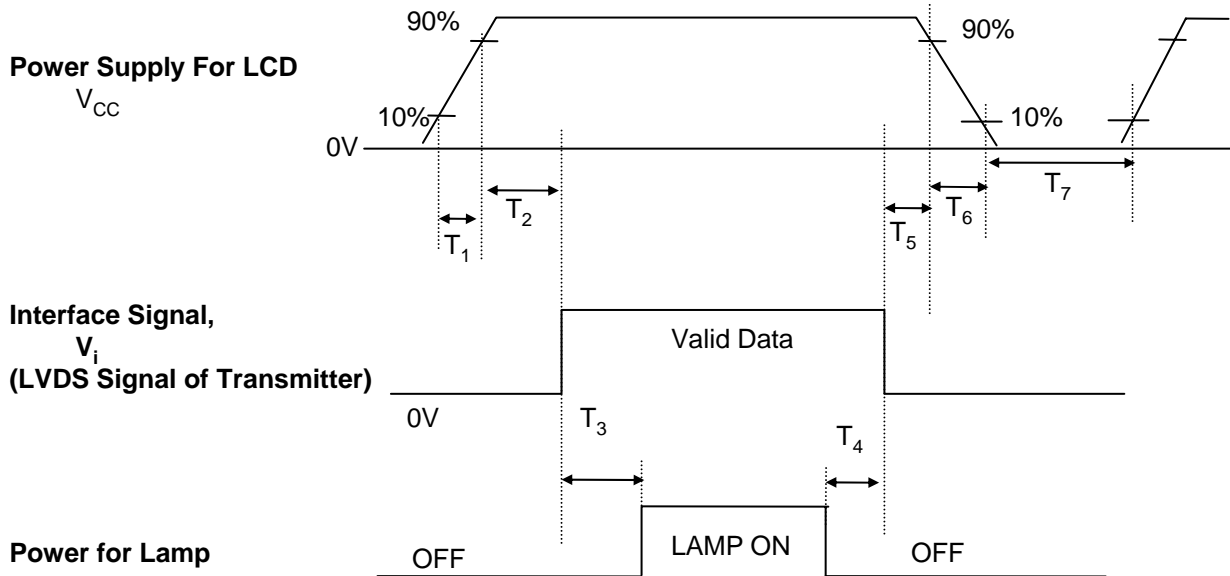 90%
90%
Power Supply For LCD
VCC
10%
10%
0V
T1
T2
T5
T6
T7
Interface Signal,
Vi
(LVDS Signal of Transmitter)
Valid Data
0V
T3
T4
Power for Lamp
OFF
LAMP ON
OFF